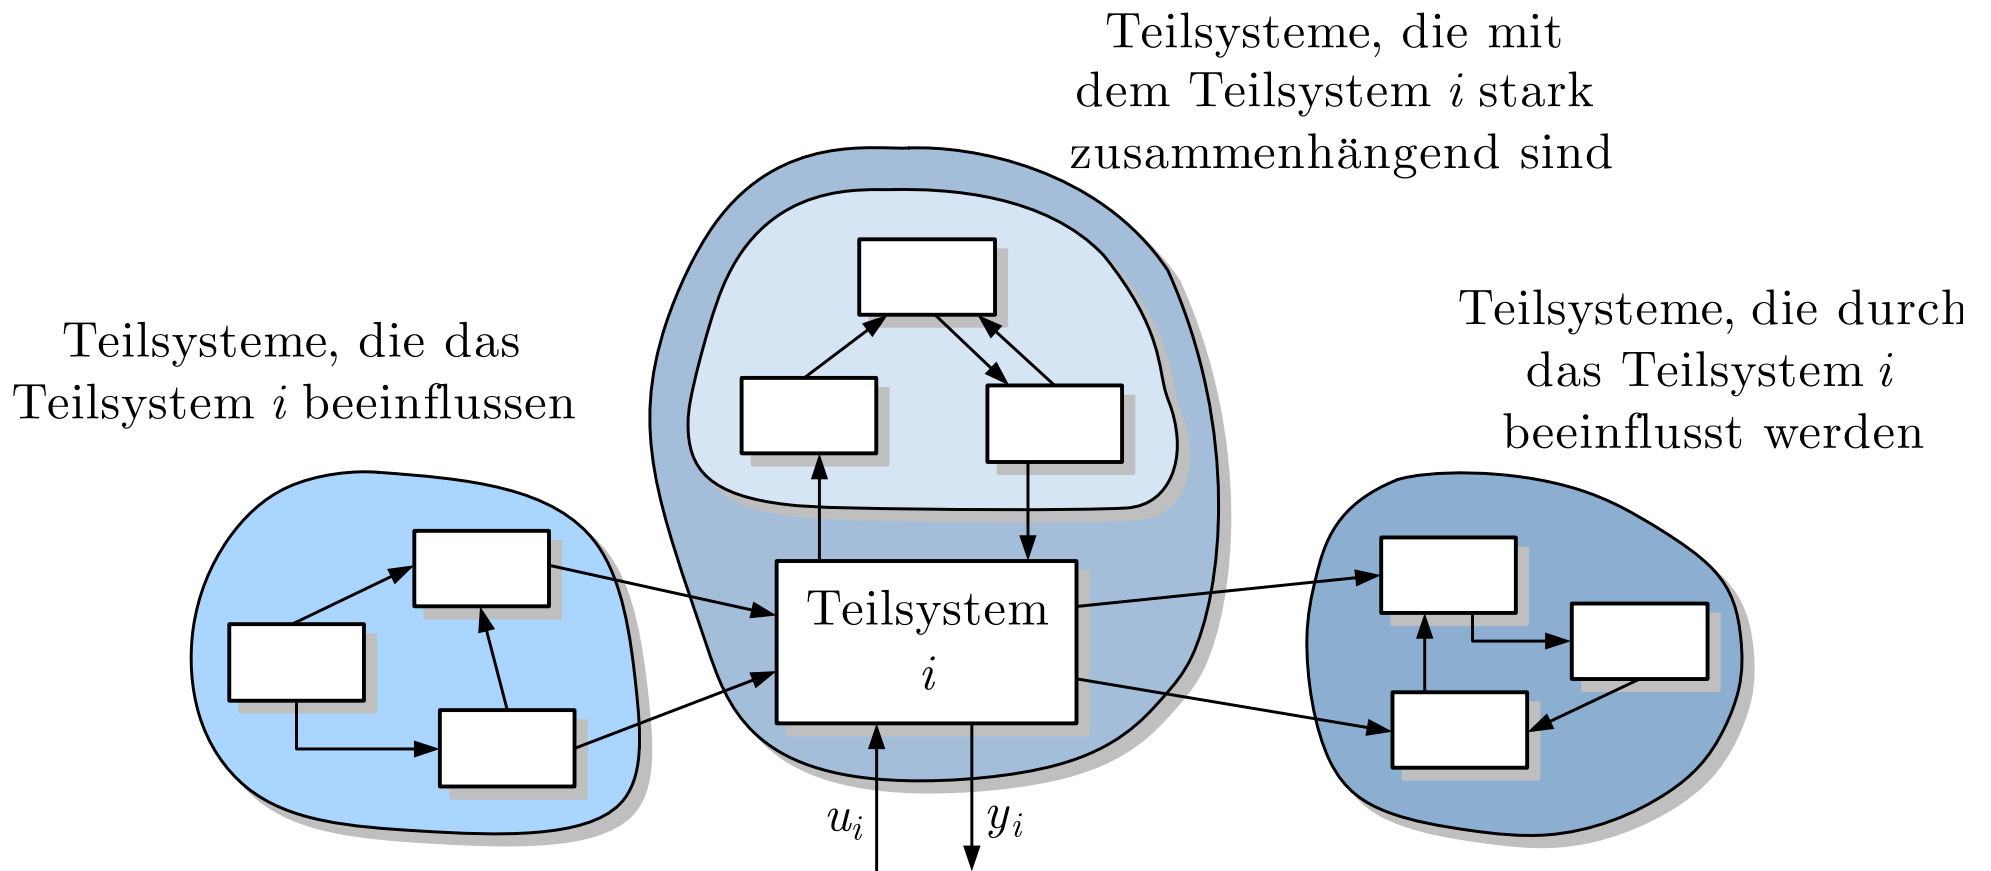 Teilsysteme, die mit
dem Teilsystem i stark
zusammenhängend sind
Teilsysteme, die das
Teilsystem i beeinflussen
Teilsysteme, die durch
das Teilsystem i
beeinflusst werden
Teilsystem
i
u_i
y_i